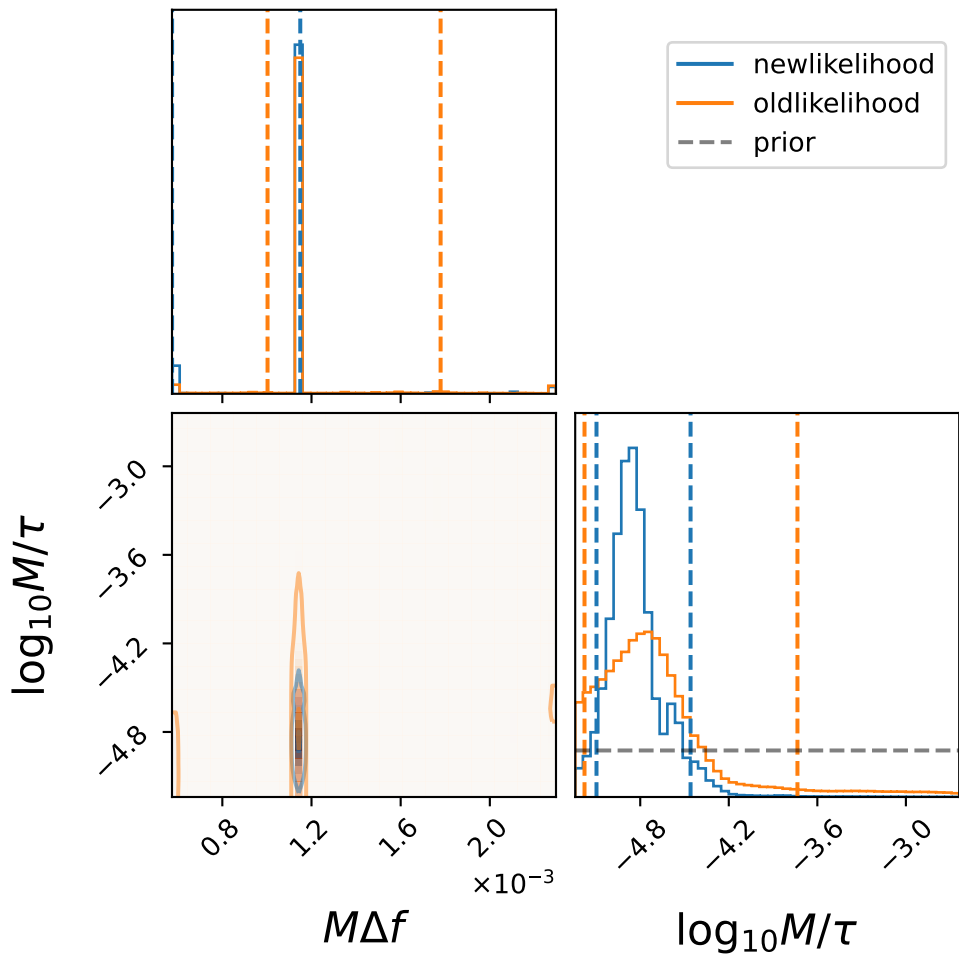 newlikelihood
oldlikelihood
prior
−3.0
−3.6
−4.2
−4.8
log₁₀M/τ
0.8
1.2
1.6
2.0
×10⁻³
MΔf
−4.8
−4.2
−3.6
−3.0
log₁₀M/τ